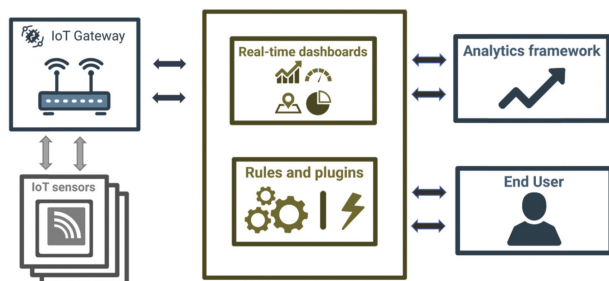 IoT Gateway
Real-time dashboards
Analytics framework
IoT sensors
Rules and plugins
End User